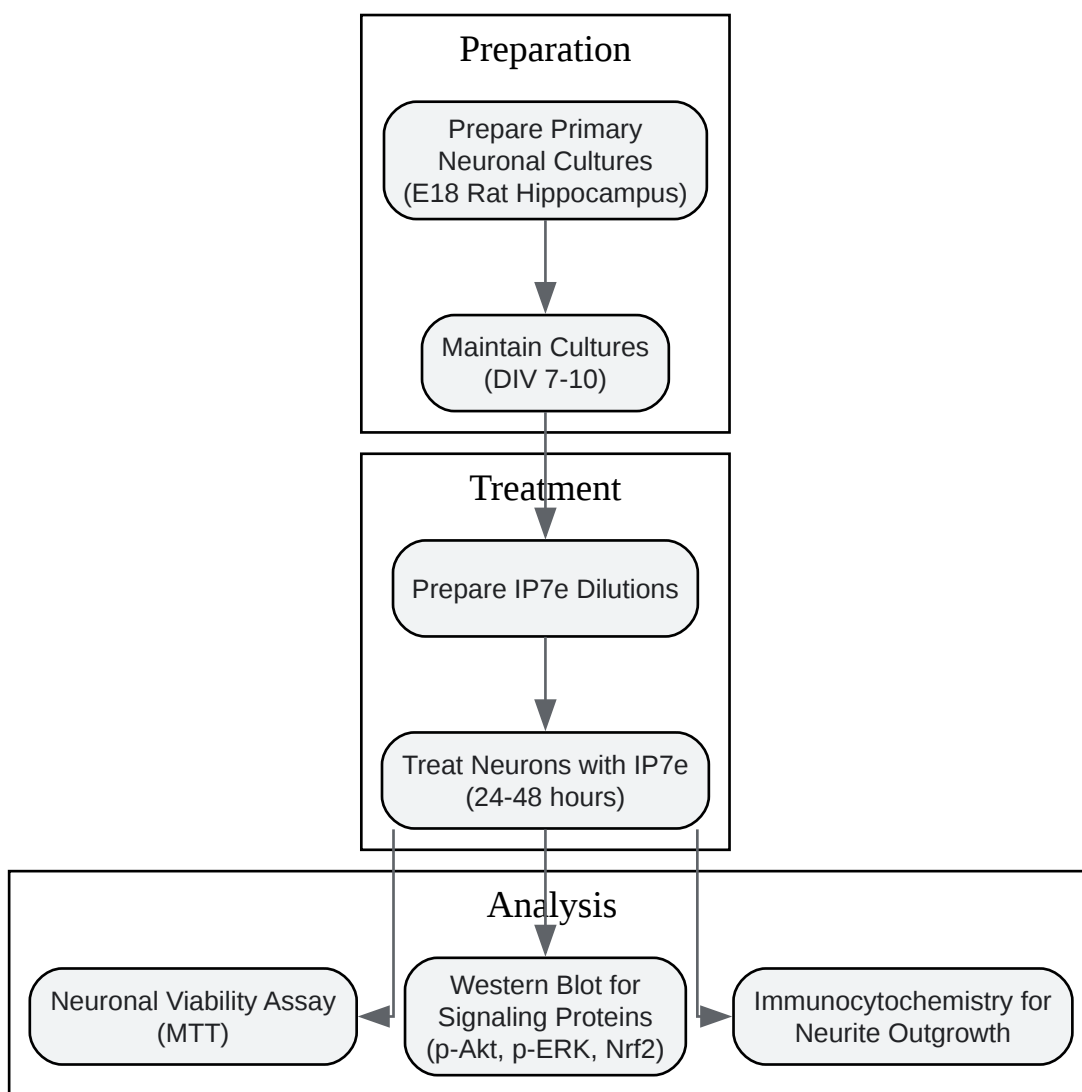 Preparation
Prepare Primary
Neuronal Cultures
(E18 Rat Hippocampus)
Maintain Cultures
(DIV 7-10)
Treatment
Prepare IP7e Dilutions
Treat Neurons with IP7e
(24-48 hours)
Analysis
Neuronal Viability Assay
(MTT)
Western Blot for
Signaling Proteins
(p-Akt, p-ERK, Nrf2)
Immunocytochemistry for
Neurite Outgrowth